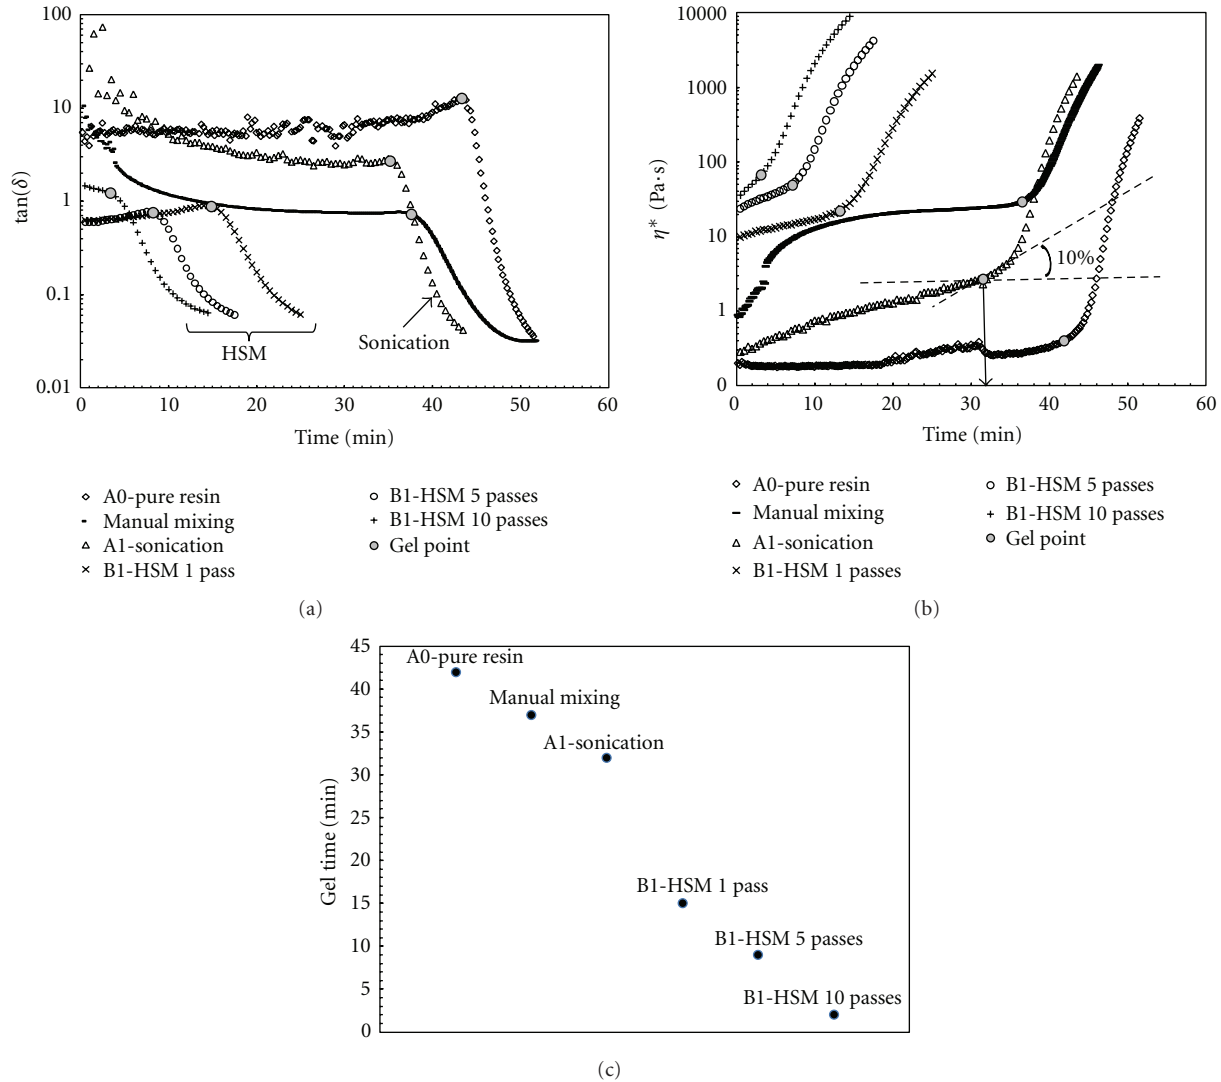 100
10
1
0.1
0.01
tan(δ)
0 10 20 30 40 50 60
Time (min)
HSM
Sonication
A0-pure resin
Manual mixing
A1-sonication
B1-HSM 1 pass
B1-HSM 5 passes
B1-HSM 10 passes
Gel point
(a)
10000
1000
100
10
1
0
η* (Pa·s)
0 10 20 30 40 50 60
Time (min)
10%
A0-pure resin
Manual mixing
A1-sonication
B1-HSM 1 passes
B1-HSM 5 passes
B1-HSM 10 passes
Gel point
(b)
45
40
35
30
25
20
15
10
5
0
Gel time (min)
A0-pure resin
Manual mixing
A1-sonication
B1-HSM 1 pass
B1-HSM 5 passes
B1-HSM 10 passes
(c)